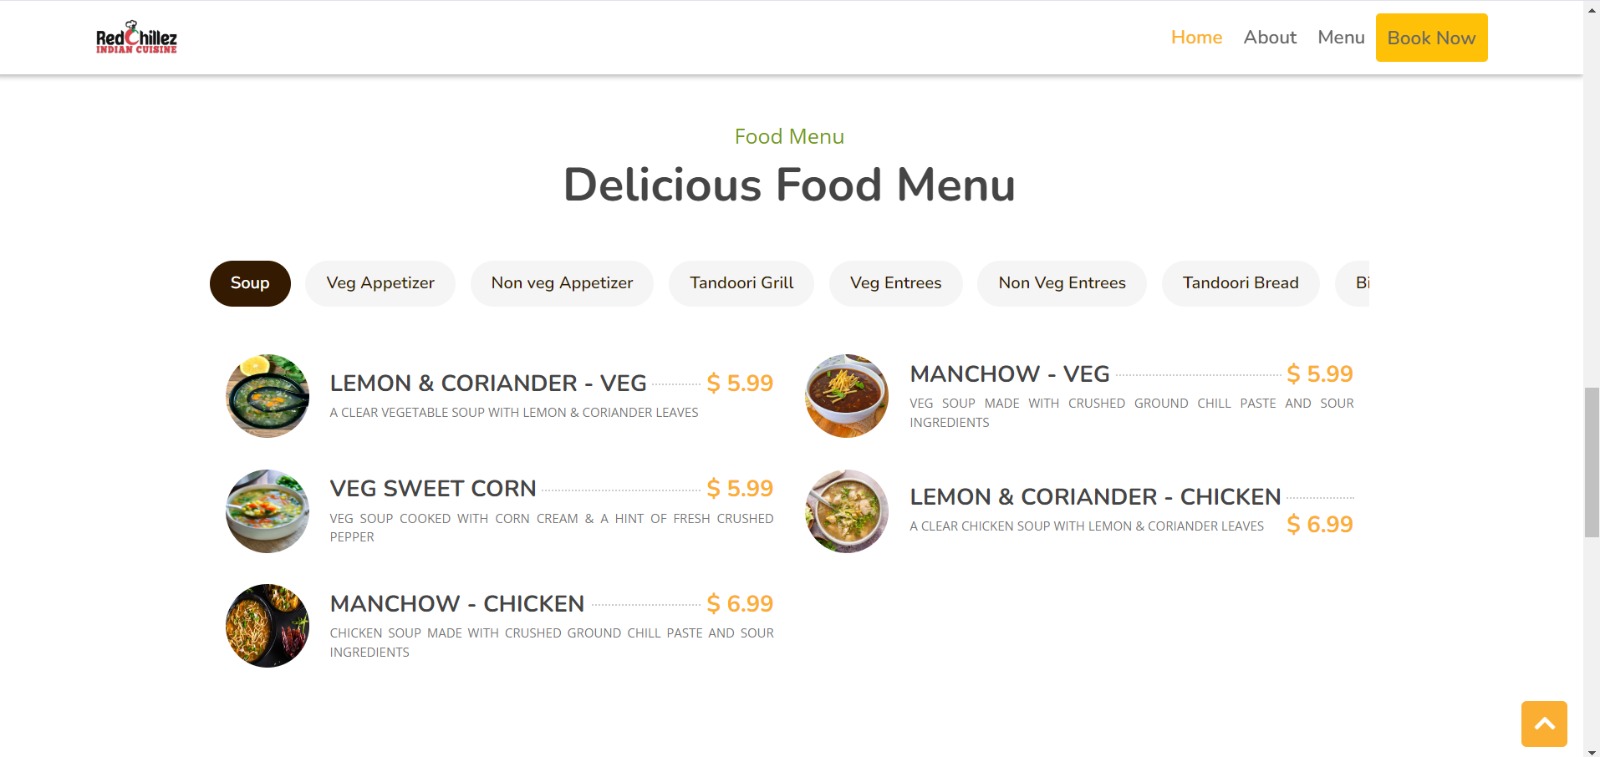 RedChillez
INDIAN CUISINE
Home About Menu Book Now
Food Menu
Delicious Food Menu
Soup Veg Appetizer Non veg Appetizer Tandoori Grill Veg Entrees Non Veg Entrees Tandoori Bread Bi
LEMON & CORIANDER - VEG $ 5.99
A CLEAR VEGETABLE SOUP WITH LEMON & CORIANDER LEAVES
MANCHOW - VEG $ 5.99
VEG SOUP MADE WITH CRUSHED GROUND CHILL PASTE AND SOUR
INGREDIENTS
VEG SWEET CORN $ 5.99
VEG SOUP COOKED WITH CORN CREAM & A HINT OF FRESH CRUSHED
PEPPER
LEMON & CORIANDER - CHICKEN
A CLEAR CHICKEN SOUP WITH LEMON & CORIANDER LEAVES $ 6.99
MANCHOW - CHICKEN $ 6.99
CHICKEN SOUP MADE WITH CRUSHED GROUND CHILL PASTE AND SOUR
INGREDIENTS